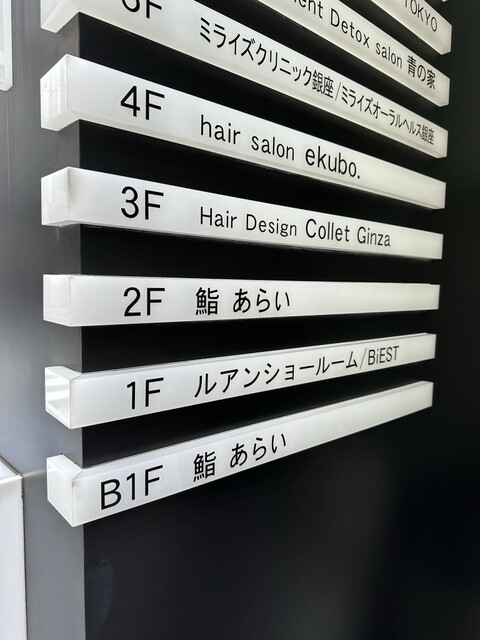 TOKYO
ent Detox salon 青の家
5F ミライズクリニック銀座/ミライズオーラルヘルス銀座
4F hair salon ekubo.
3F Hair Design Collet Ginza
2F 鮨 あらい
1F ルアンショールーム/BiEST
B1F 鮨 あらい